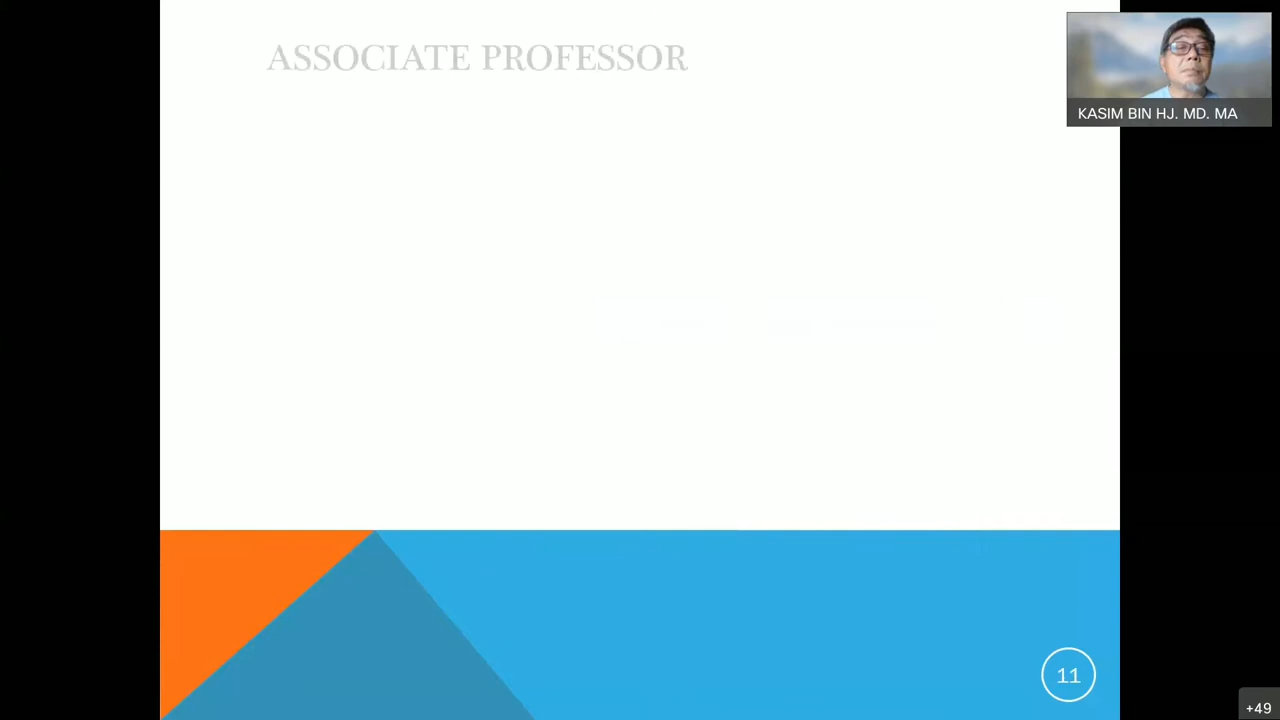 ASSOCIATE PROFESSOR
KASIM BIN HJ. MD. MA
11
+49